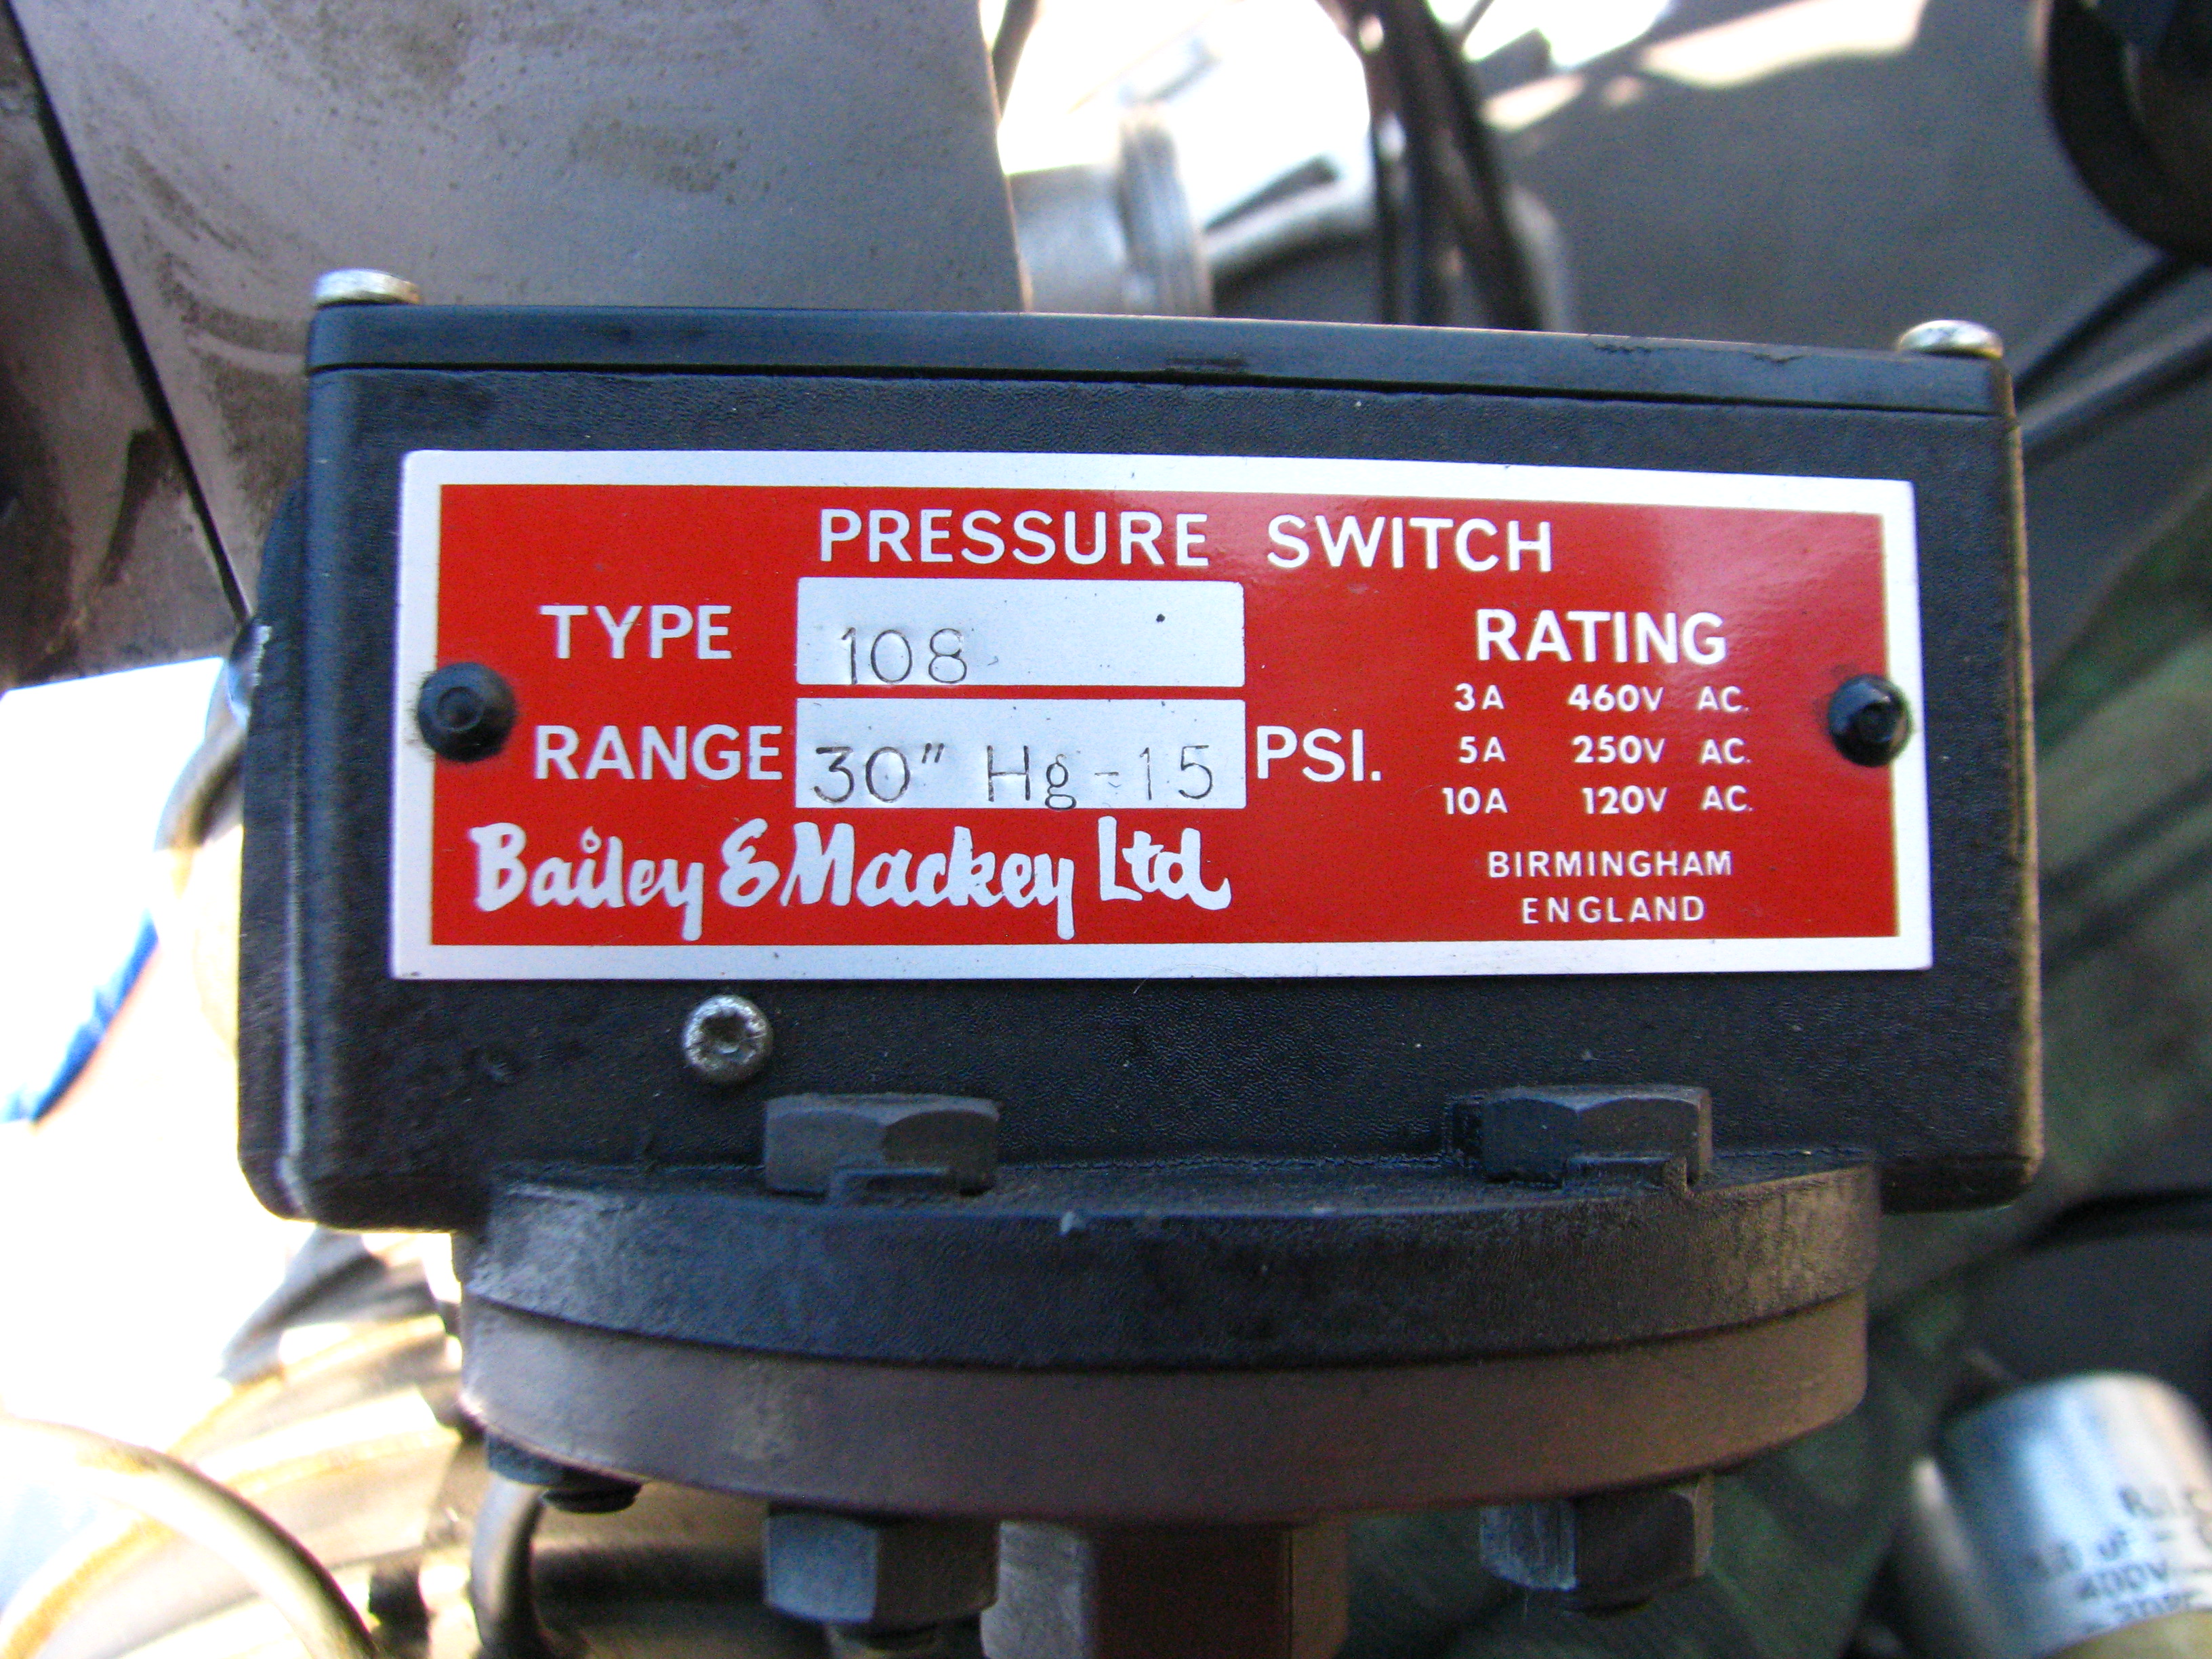 PRESSURE SWITCH
TYPE 108
RANGE 30" Hg - 15 PSI.
Bailey & Mackey Ltd
RATING
3A 460V AC.
5A 250V AC.
10A 120V AC.
BIRMINGHAM
ENGLAND
400V